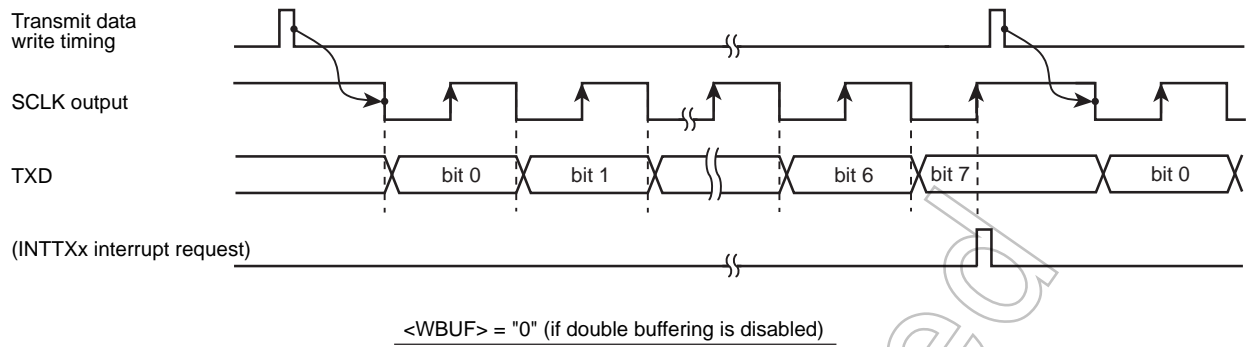 Transmit data
write timing
SCLK output
TXD
bit 0
bit 1
bit 6
bit 7
bit 0
(INTTXx interrupt request)
<WBUF> = "0" (if double buffering is disabled)